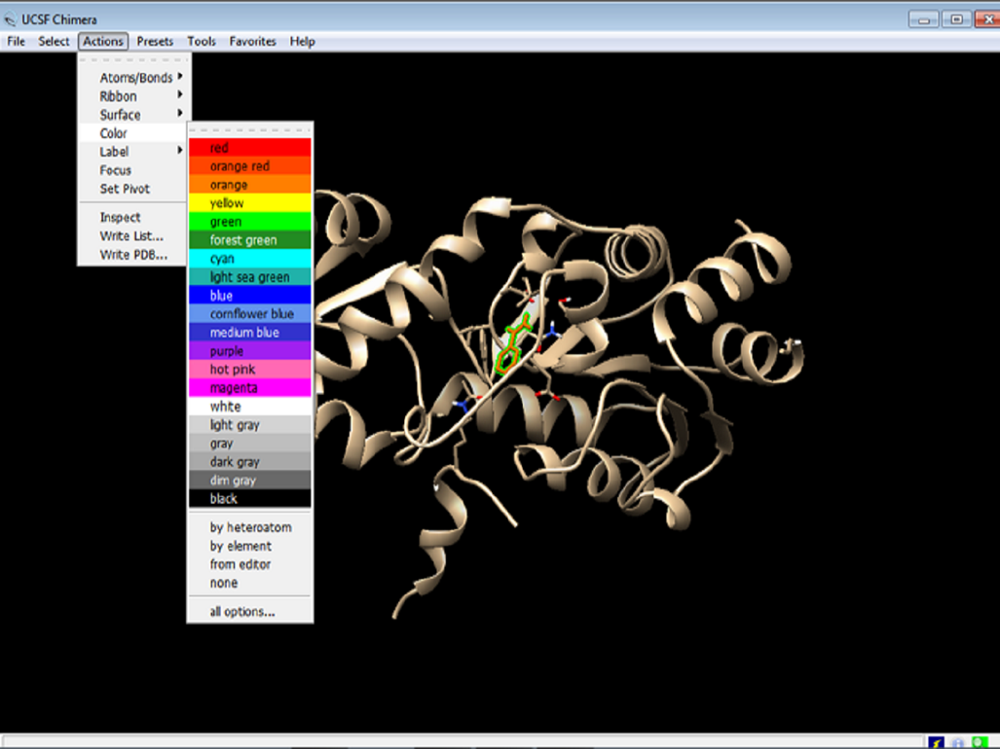 UCSF Chimera
File Select Actions Presets Tools Favorites Help
Atoms/Bonds
Ribbon
Surface
Color
Label
Focus
Set Pivot
Inspect
Write List...
Write PDB...
red
orange red
orange
yellow
green
forest green
cyan
light sea green
blue
cornflower blue
medium blue
purple
hot pink
magenta
white
light gray
gray
dark gray
dim gray
black
by heteroatom
by element
from editor
none
all options...